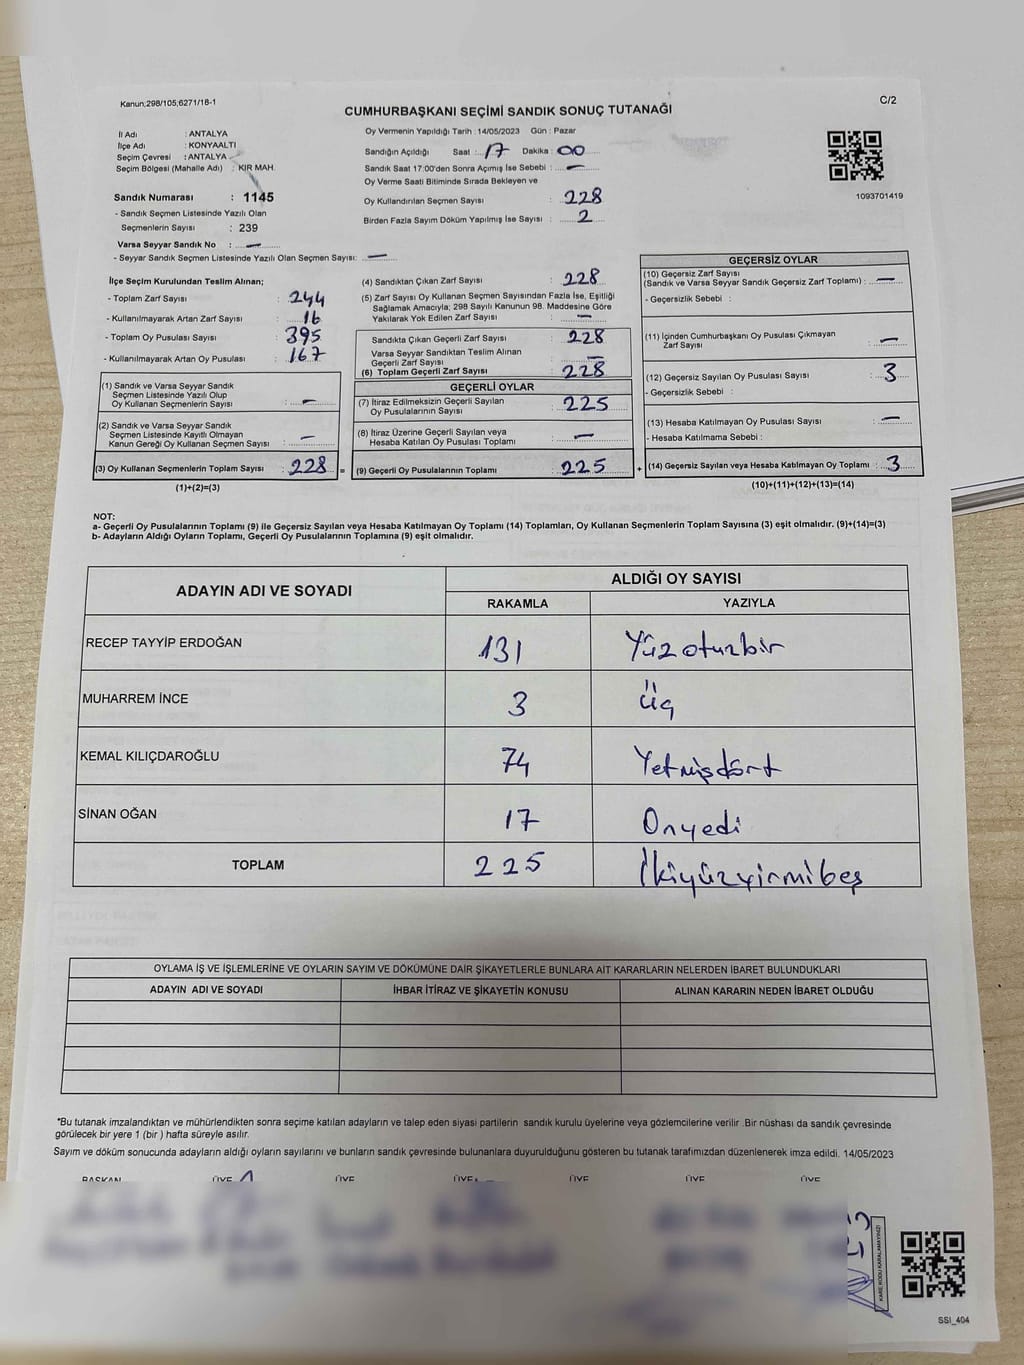 Kanun;298/105;6271/18-1
C/2
CUMHURBAŞKANI SEÇİMİ SANDIK SONUÇ TUTANAĞI
İl Adı : ANTALYA
İlçe Adı : KONYAALTI
Seçim Çevresi : ANTALYA
Seçim Bölgesi (Mahalle Adı) : KIR MAH.
Sandık Numarası : 1145
- Sandık Seçmen Listesinde Yazılı Olan
Seçmenlerin Sayısı : 239
Varsa Seyyar Sandık No : —
- Seyyar Sandık Seçmen Listesinde Yazılı Olan Seçmen Sayısı: —
Oy Vermenin Yapıldığı Tarih : 14/05/2023 Gün : Pazar
Sandığın Açıldığı Saat : 17 Dakika : 00
Sandık Saat 17:00'den Sonra Açımış İse Sebebi : —
Oy Verme Saati Bitiminde Sırada Bekleyen ve
Oy Kullandırılan Seçmen Sayısı : 228
Birden Fazla Sayım Döküm Yapılmış İse Sayısı : 2
1093701419
İlçe Seçim Kurulundan Teslim Alınan;
- Toplam Zarf Sayısı : 244
- Kullanılmayarak Artan Zarf Sayısı : 16
- Toplam Oy Pusulası Sayısı : 395
- Kullanılmayarak Artan Oy Pusulası : 167
(1) Sandık ve Varsa Seyyar Sandık
Seçmen Listesinde Yazılı Olup
Oy Kullanan Seçmenlerin Sayısı : —
(2) Sandık ve Varsa Seyyar Sandık
Seçmen Listesinde Kayıtlı Olmayan
Kanun Gereği Oy Kullanan Seçmen Sayısı : —
(3) Oy Kullanan Seçmenlerin Toplam Sayısı : 228 =
(1)+(2)=(3)
(4) Sandıktan Çıkan Zarf Sayısı : 228
(5) Zarf Sayısı Oy Kullanan Seçmen Sayısından Fazla İse, Eşitliği
Sağlamak Amacıyla; 298 Sayılı Kanunun 98. Maddesine Göre
Yakılarak Yok Edilen Zarf Sayısı : —
Sandıkta Çıkan Geçerli Zarf Sayısı : 228
Varsa Seyyar Sandıktan Teslim Alınan
Geçerli Zarf Sayısı : —
(6) Toplam Geçerli Zarf Sayısı : 228
GEÇERLİ OYLAR
(7) İtiraz Edilmeksizin Geçerli Sayılan
Oy Pusulalarının Sayısı : 225
(8) İtiraz Üzerine Geçerli Sayılan veya
Hesaba Katılan Oy Pusulası Toplamı : —
(9) Geçerli Oy Pusulalarının Toplamı : 225 +
GEÇERSİZ OYLAR
(10) Geçersiz Zarf Sayısı
(Sandık ve Varsa Seyyar Sandık Geçersiz Zarf Toplamı) : —
- Geçersizlik Sebebi :
(11) İçinden Cumhurbaşkanı Oy Pusulası Çıkmayan
Zarf Sayısı : —
(12) Geçersiz Sayılan Oy Pusulası Sayısı : 3
- Geçersizlik Sebebi :
(13) Hesaba Katılmayan Oy Pusulası Sayısı : —
- Hesaba Katılmama Sebebi :
(14) Geçersiz Sayılan veya Hesaba Katılmayan Oy Toplamı : 3
(10)+(11)+(12)+(13)=(14)
NOT:
a- Geçerli Oy Pusulalarının Toplamı (9) ile Geçersiz Sayılan veya Hesaba Katılmayan Oy Toplamı (14) Toplamları, Oy Kullanan Seçmenlerin Toplam Sayısına (3) eşit olmalıdır. (9)+(14)=(3)
b- Adayların Aldığı Oyların Toplamı, Geçerli Oy Pusulalarının Toplamına (9) eşit olmalıdır.
ADAYIN ADI VE SOYADI ALDIĞI OY SAYISI
RAKAMLA YAZIYLA
RECEP TAYYİP ERDOĞAN 131 Yüzotuzbir
MUHARREM İNCE 3 Üç
KEMAL KILIÇDAROĞLU 74 Yetmişdört
SİNAN OĞAN 17 Onyedi
TOPLAM 225 İkiyüzyirmibeş
OYLAMA İŞ VE İŞLEMLERİNE VE OYLARIN SAYIM VE DÖKÜMÜNE DAİR ŞİKAYETLERLE BUNLARA AİT KARARLARIN NELERDEN İBARET BULUNDUKLARI
ADAYIN ADI VE SOYADI İHBAR İTİRAZ VE ŞİKAYETİN KONUSU ALINAN KARARIN NEDEN İBARET OLDUĞU
*Bu tutanak imzalandıktan ve mühürlendikten sonra seçime katılan adayların ve talep eden siyasi partilerin sandık kurulu üyelerine veya gözlemcilerine verilir .Bir nüshası da sandık çevresinde
görülecek bir yere 1 (bir ) hafta süreyle asılır.
Sayım ve döküm sonucunda adayların aldığı oyların sayılarını ve bunların sandık çevresinde bulunanlara duyurulduğunu gösteren bu tutanak tarafımızdan düzenlenerek imza edildi. 14/05/2023
BAŞKAN ÜYE ÜYE ÜYE ÜYE ÜYE ÜYE
KARE KODU KARALAMAYINIZ!
SSI_404